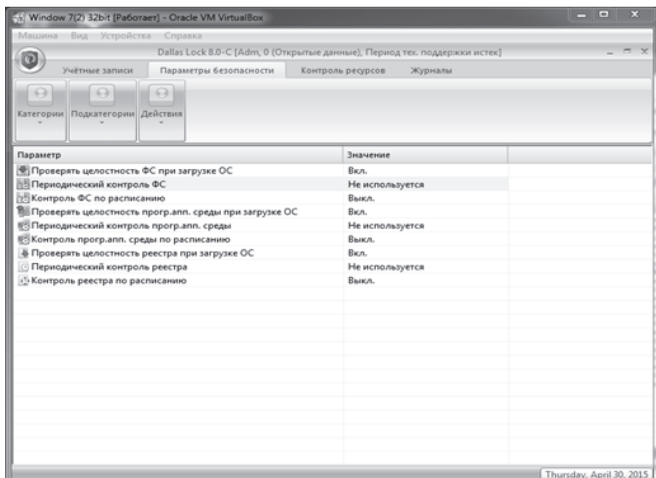 Window 7(2) 32bit [Работает] - Oracle VM VirtualBox
Машина Вид Устройства Справка
Dallas Lock 8.0-C [Adm, 0 (Открытые данные), Период тех. поддержки истек]
Учётные записи Параметры безопасности Контроль ресурсов Журналы
Категории Подкатегории Действия
Параметр Значение
Проверять целостность ФС при загрузке ОС Вкл.
Периодический контроль ФС Не используется
Контроль ФС по расписанию Выкл.
Проверять целостность прогр.апп. среды при загрузке ОС Вкл.
Периодический контроль прогр.апп. среды Не используется
Контроль прогр.апп. среды по расписанию Выкл.
Проверять целостность реестра при загрузке ОС Вкл.
Периодический контроль реестра Не используется
Контроль реестра по расписанию Выкл.
Thursday, April 30, 2015